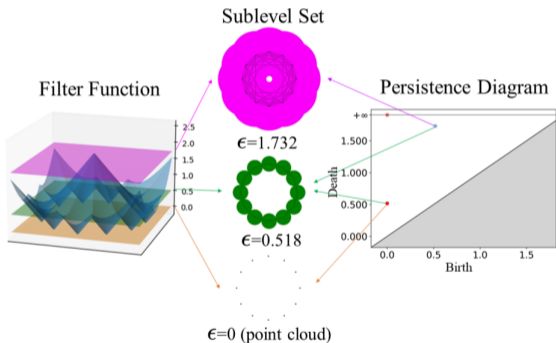 Sublevel Set
Filter Function
Persistence Diagram
2.5
2.0
1.5
1.0
0.5
0.0
ϵ=1.732
ϵ=0.518
ϵ=0 (point cloud)
+∞
1.500
1.000
0.500
0.000
Death
0.0 0.5 1.0 1.5
Birth